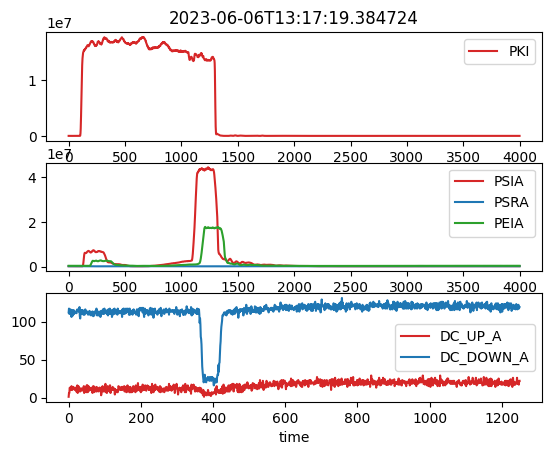 2023-06-06T13:17:19.384724
1e7
1
0
PKI
0 500 1000 1500 2000 2500 3000 3500 4000
1e7
4
2
0
PSIA
PSRA
PEIA
0 500 1000 1500 2000 2500 3000 3500 4000
100
50
0
DC_UP_A
DC_DOWN_A
0 200 400 600 800 1000 1200
time